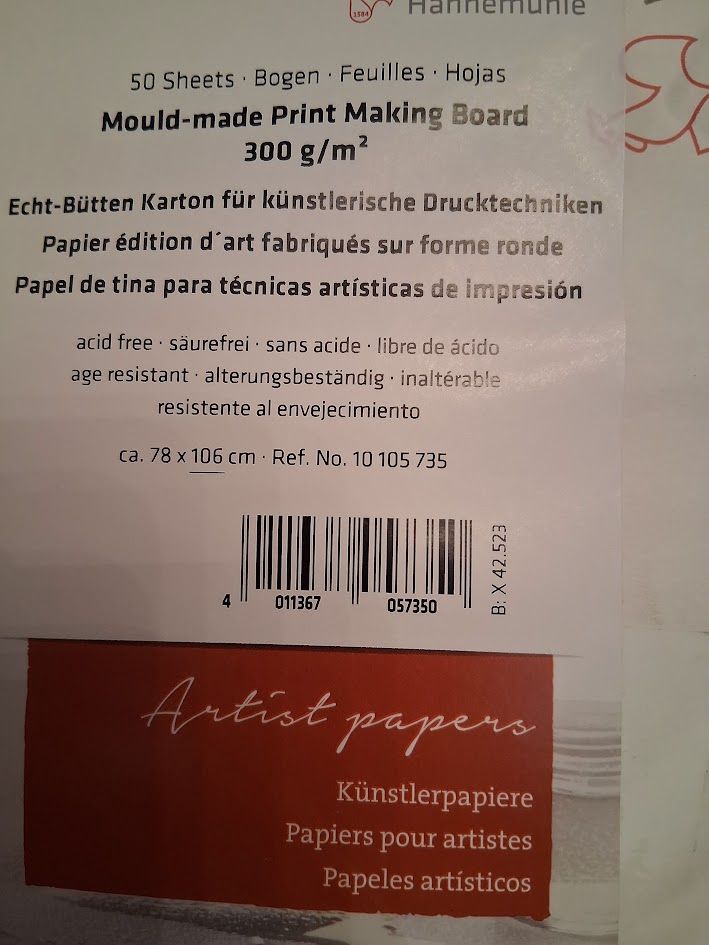 1584
Hahnemühle
50 Sheets · Bogen · Feuilles · Hojas
Mould-made Print Making Board
300 g/m²
Echt-Bütten Karton für künstlerische Drucktechniken
Papier édition d´art fabriqués sur forme ronde
Papel de tina para técnicas artísticas de impresión
acid free · säurefrei · sans acide · libre de ácido
age resistant · alterungsbeständig · inaltérable
resistente al envejecimiento
ca. 78 x 106 cm · Ref. No. 10 105 735
4 011367 057350
B: X 42.523
Artist papers
Künstlerpapiere
Papiers pour artistes
Papeles artísticos